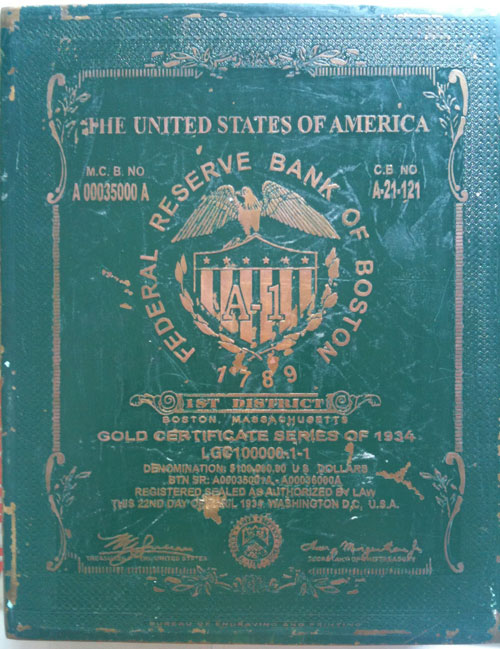 THE UNITED STATES OF AMERICA
M.C. B. NO
A 00035000 A
C.B NO
A-21-121
FEDERAL RESERVE BANK OF BOSTON
A-1
1789
1ST DISTRICT
BOSTON, MASSACHUSETTS
GOLD CERTIFICATE SERIES OF 1934
LGC100000-1-1
DENOMINATION: $100,000.00 U S DOLLARS
BTN SR: A00035001A - A00036000A
REGISTERED SEALED AS AUTHORIZED BY LAW
THIS 22ND DAY OF 1934 WASHINGTON D.C, U.S.A.
TREASURER OF THE UNITED STATES
SECRETARY OF THE TREASURY
BUREAU OF ENGRAVING AND PRINTING